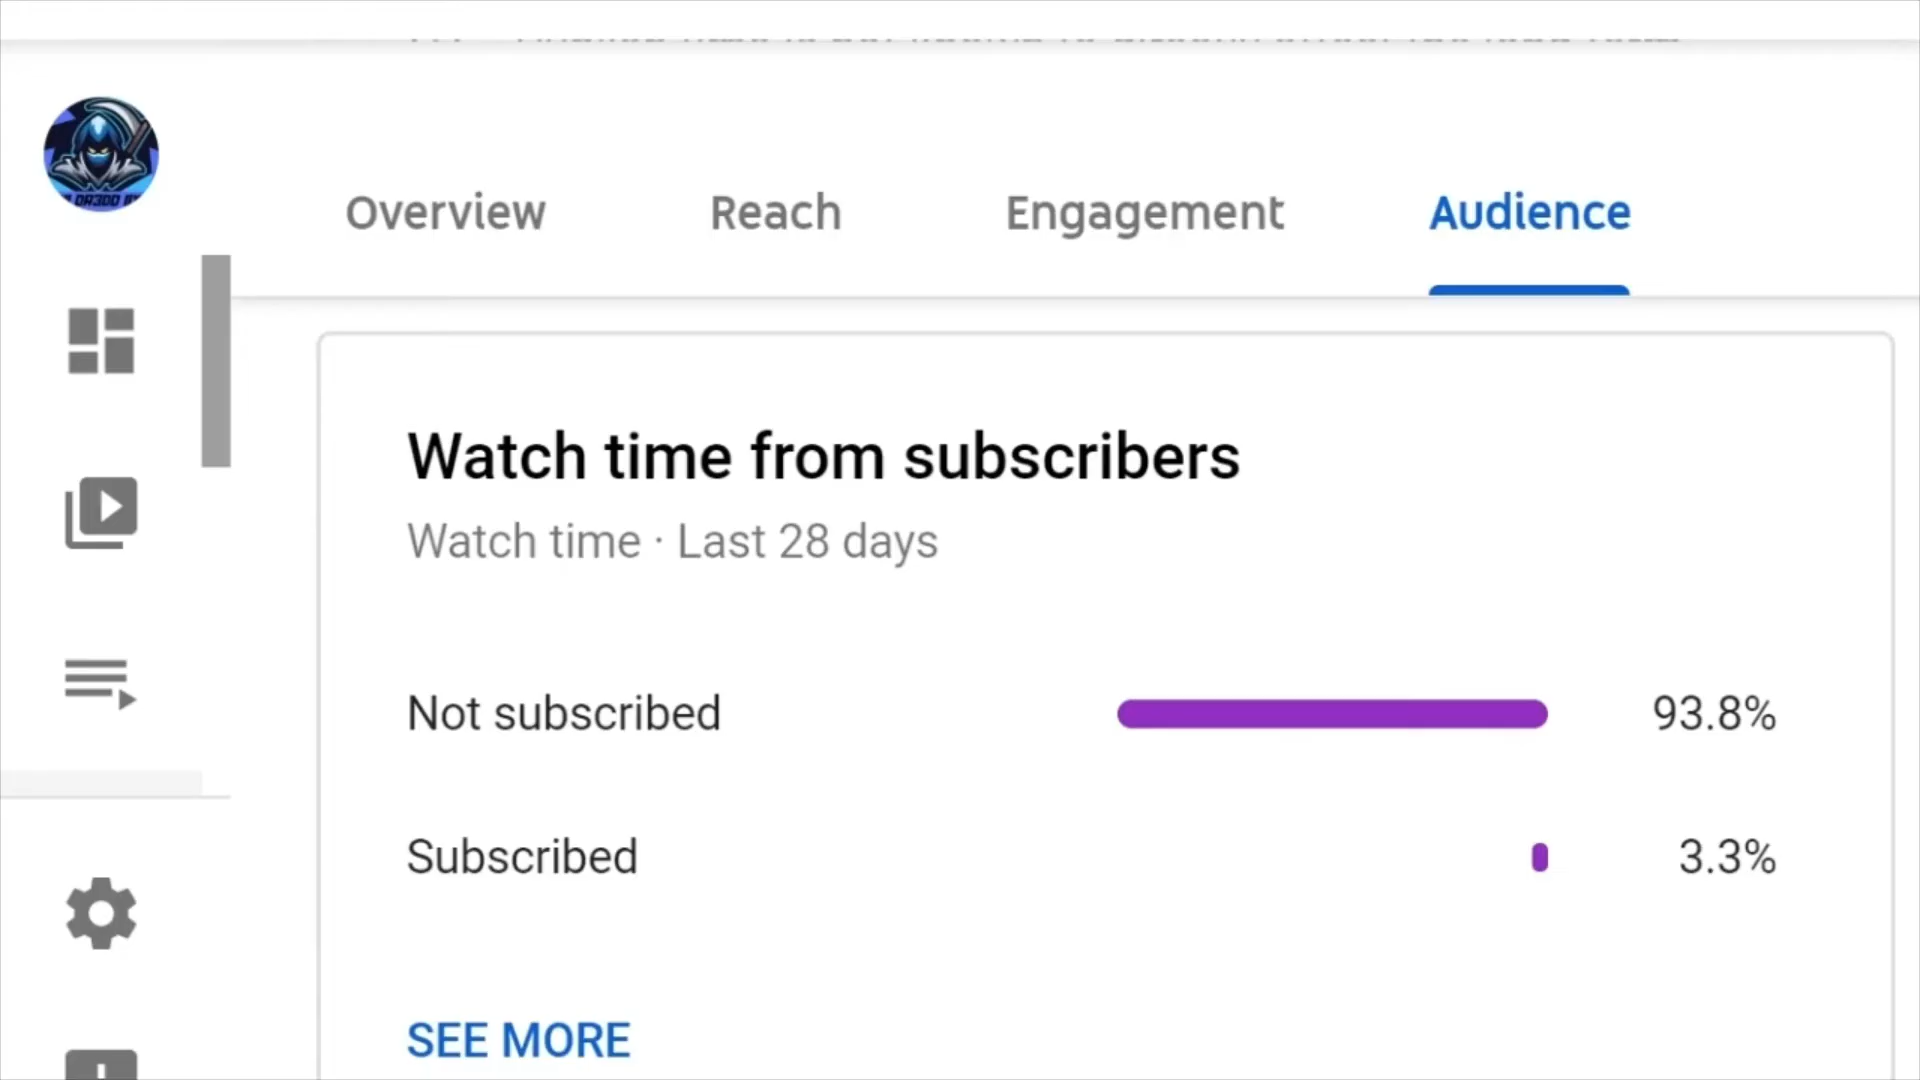 Overview Reach Engagement Audience
Watch time from subscribers
Watch time · Last 28 days
Not subscribed 93.8%
Subscribed 3.3%
SEE MORE